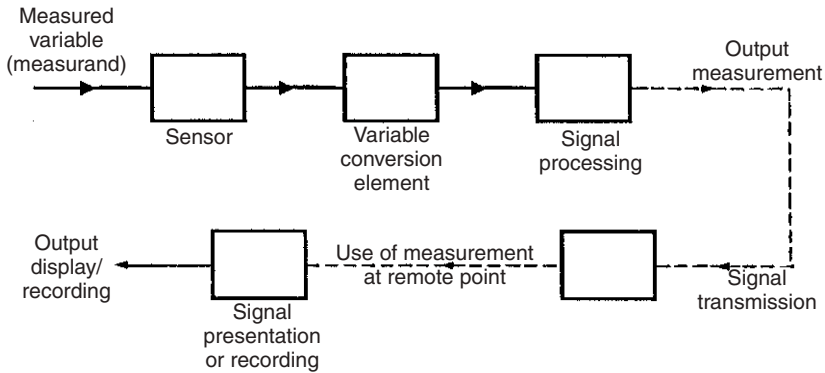 Measured
variable
(measurand)
Sensor
Variable
conversion
element
Signal
processing
Output
measurement
Output
display/
recording
Signal
presentation
or recording
Use of measurement
at remote point
Signal
transmission